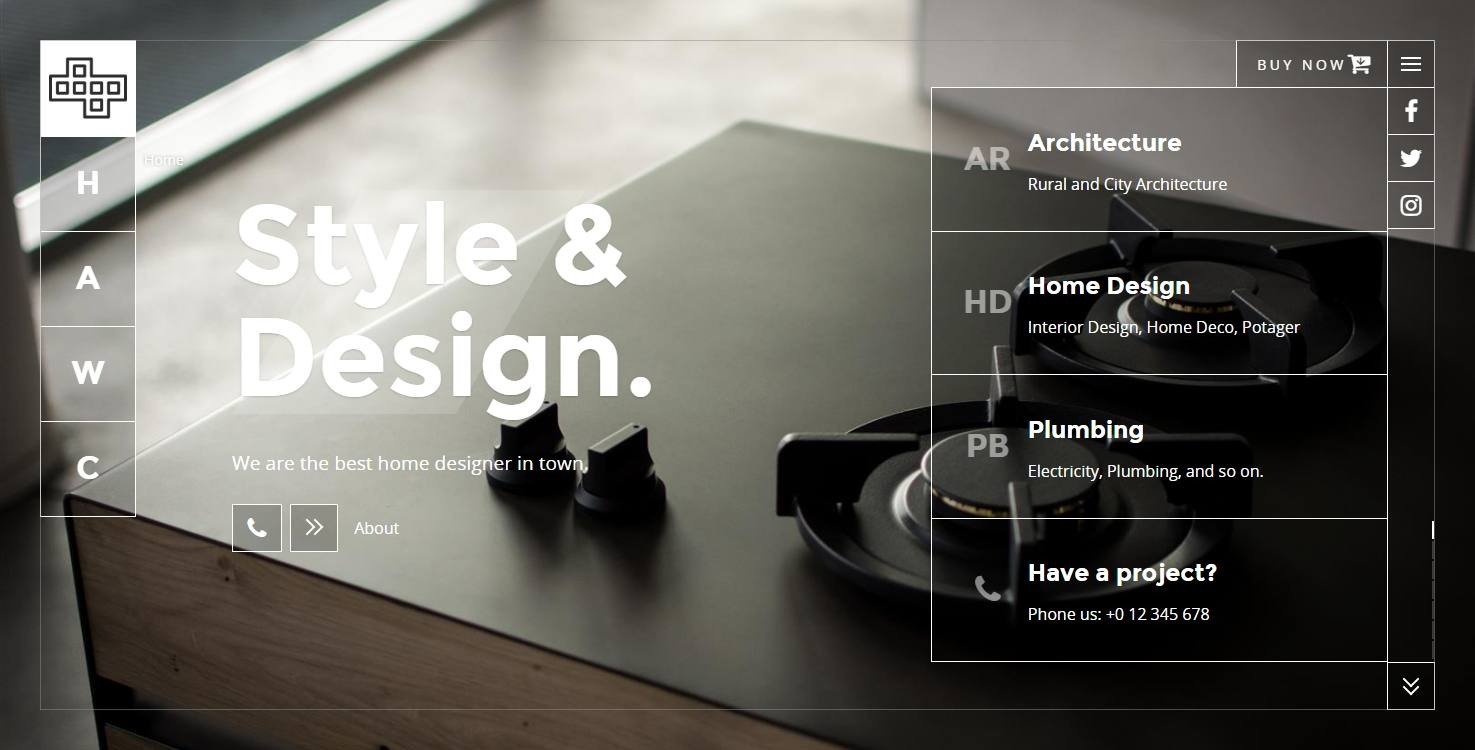 BUY NOW
Home
H
A
W
C
Style &
Design.
We are the best home designer in town.
About
AR
Architecture
Rural and City Architecture
HD
Home Design
Interior Design, Home Deco, Potager
PB
Plumbing
Electricity, Plumbing, and so on.
Have a project?
Phone us: +0 12 345 678